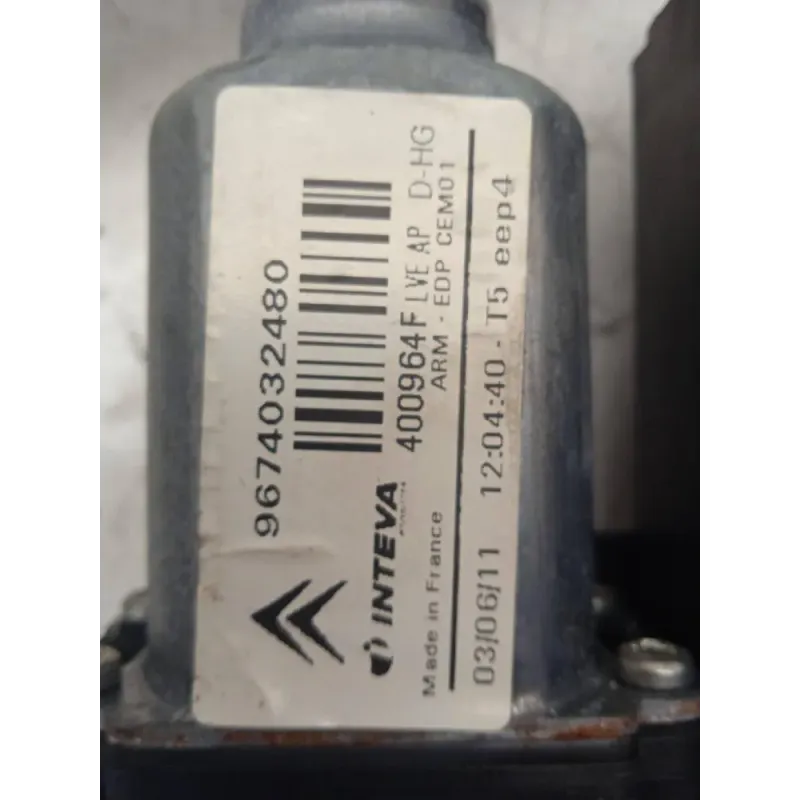 9674032480
400964F LVE AP D-HG
ARM - EDP CEM01
INTEVA
Made in France
03/06/11 12:04:40 - T5 eep4